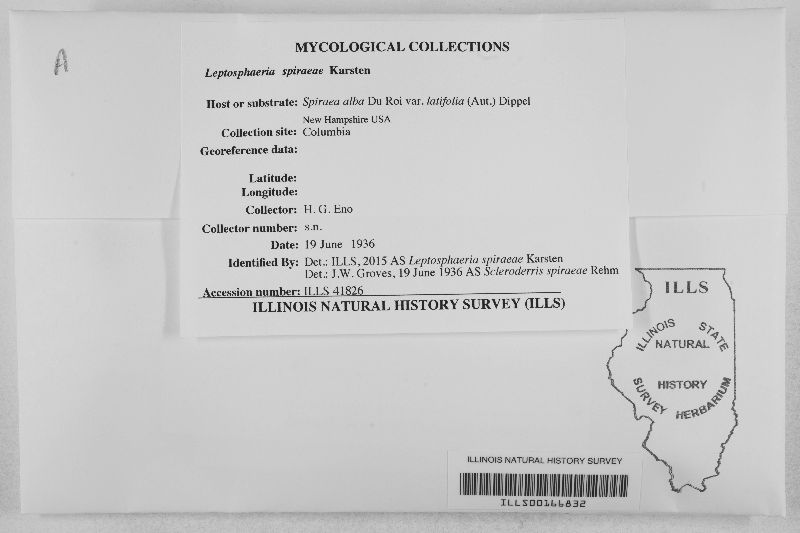 A
MYCOLOGICAL COLLECTIONS
Leptosphaeria spiraeae Karsten
Host or substrate: Spiraea alba Du Roi var. latifolia (Aut.) Dippel
New Hampshire USA
Collection site: Columbia
Georeference data:
Latitude:
Longitude:
Collector: H. G. Eno
Collector number: s.n.
Date: 19 June 1936
Identified By: Det.: ILLS, 2015 AS Leptosphaeria spiraeae Karsten
Det.: J.W. Groves, 19 June 1936 AS Scleroderris spiraeae Rehm
Accession number: ILLS 41826
ILLINOIS NATURAL HISTORY SURVEY (ILLS)
ILLS
ILLINOIS STATE
NATURAL
HISTORY
SURVEY HERBARIUM
ILLINOIS NATURAL HISTORY SURVEY
ILLS00166832